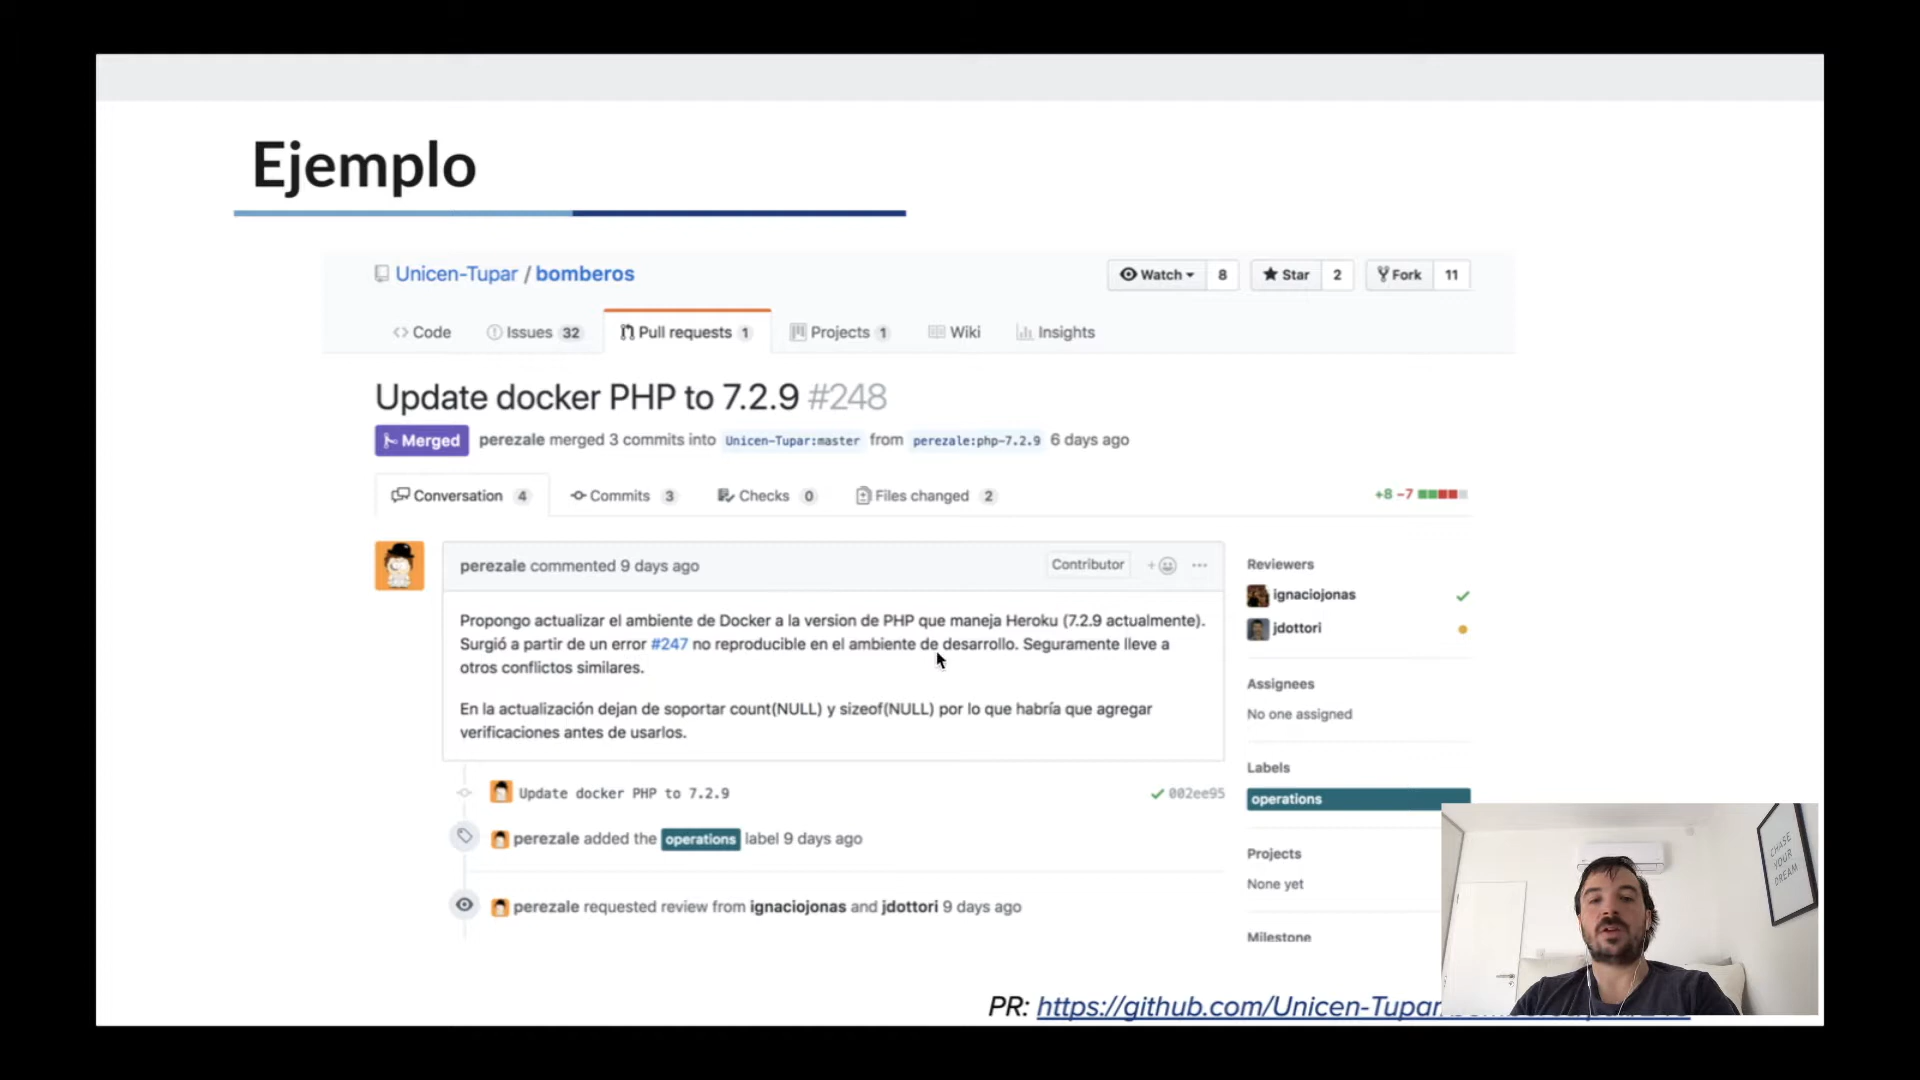 Ejemplo
Unicen-Tupar / bomberos
Watch 8 Star 2 Fork 11
Code Issues 32 Pull requests 1 Projects 1 Wiki Insights
Update docker PHP to 7.2.9 #248
Merged perezale merged 3 commits into Unicen-Tupar:master from perezale:php-7.2.9 6 days ago
Conversation 4 Commits 3 Checks 0 Files changed 2 +8 −7
perezale commented 9 days ago Contributor
Propongo actualizar el ambiente de Docker a la version de PHP que maneja Heroku (7.2.9 actualmente).
Surgió a partir de un error #247 no reproducible en el ambiente de desarrollo. Seguramente lleve a
otros conflictos similares.
En la actualización dejan de soportar count(NULL) y sizeof(NULL) por lo que habría que agregar
verificaciones antes de usarlos.
Update docker PHP to 7.2.9 002ee95
perezale added the operations label 9 days ago
perezale requested review from ignaciojonas and jdottori 9 days ago
Reviewers
ignaciojonas
jdottori
Assignees
No one assigned
Labels
operations
Projects
None yet
Milestone
CHASE
YOUR
DREAM
PR: https://github.com/Unicen-Tupar